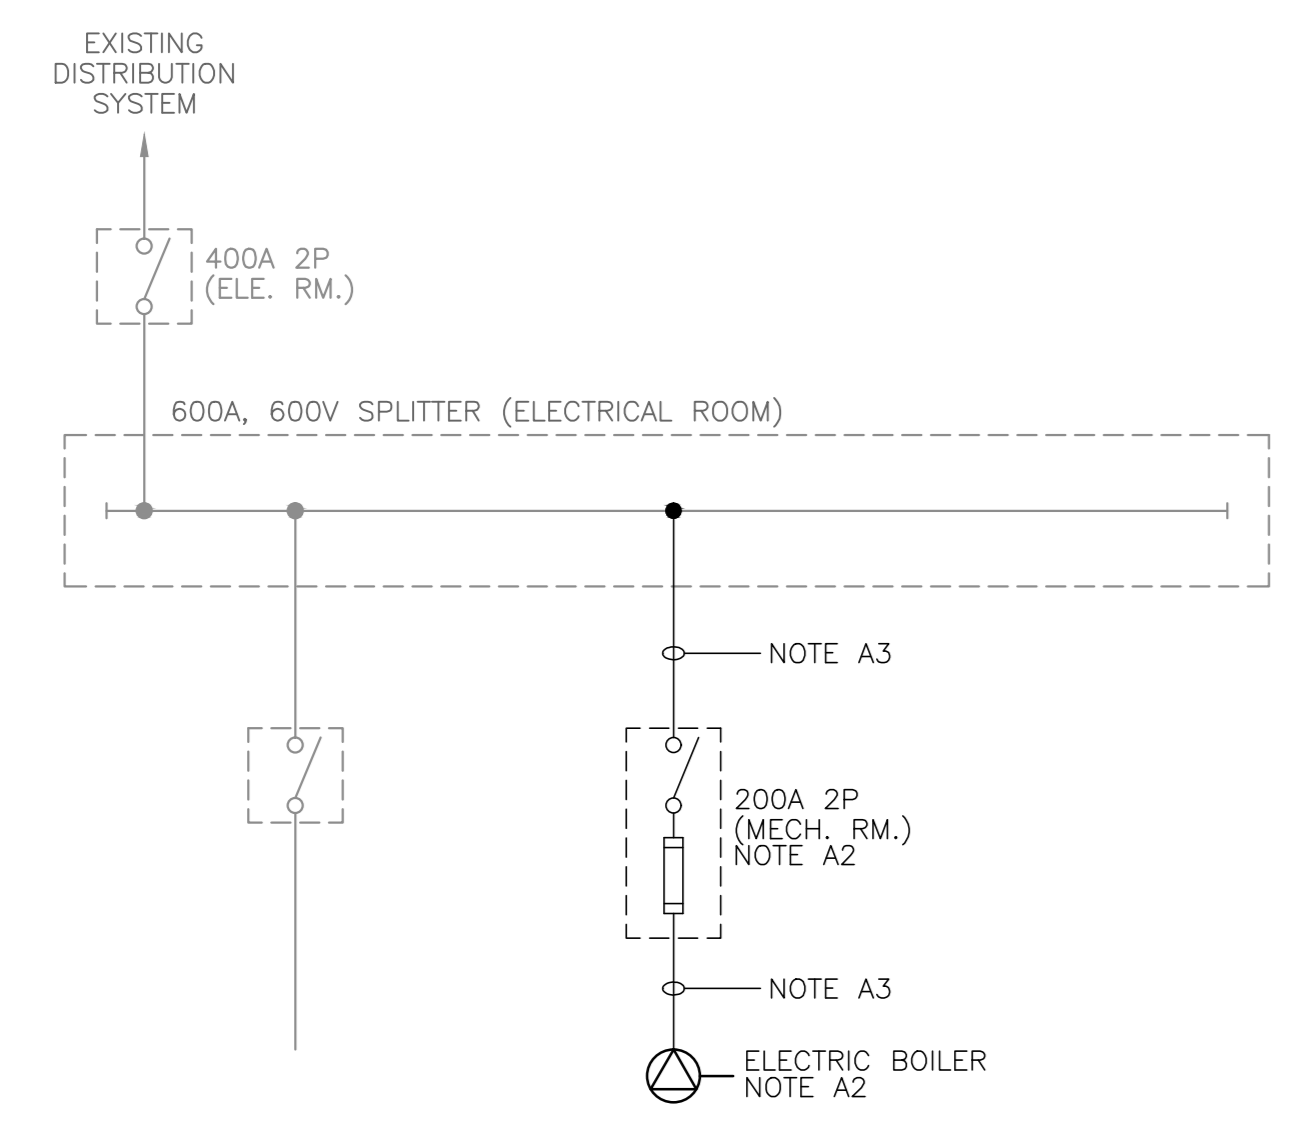 EXISTING
DISTRIBUTION
SYSTEM
400A 2P
(ELE. RM.)
600A, 600V SPLITTER (ELECTRICAL ROOM)
NOTE A3
200A 2P
(MECH. RM.)
NOTE A2
NOTE A3
ELECTRIC BOILER
NOTE A2